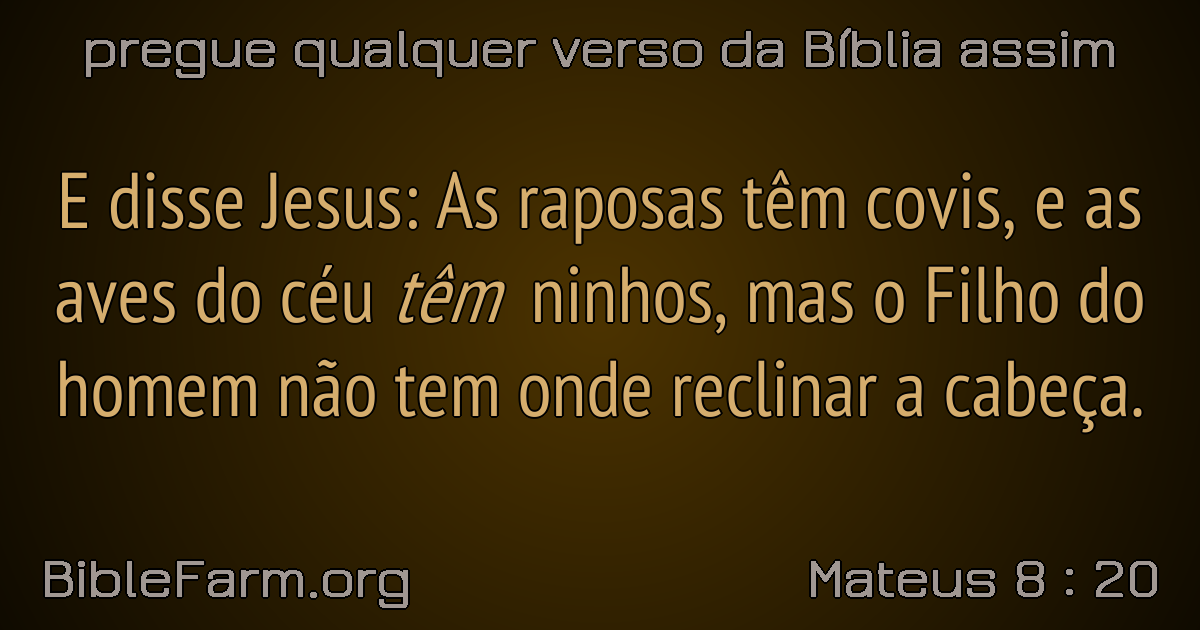 pregue qualquer verso da Bíblia assim
E disse Jesus: As raposas têm covis, e as
aves do céu têm ninhos, mas o Filho do
homem não tem onde reclinar a cabeça.
BibleFarm.org
Mateus 8 : 20